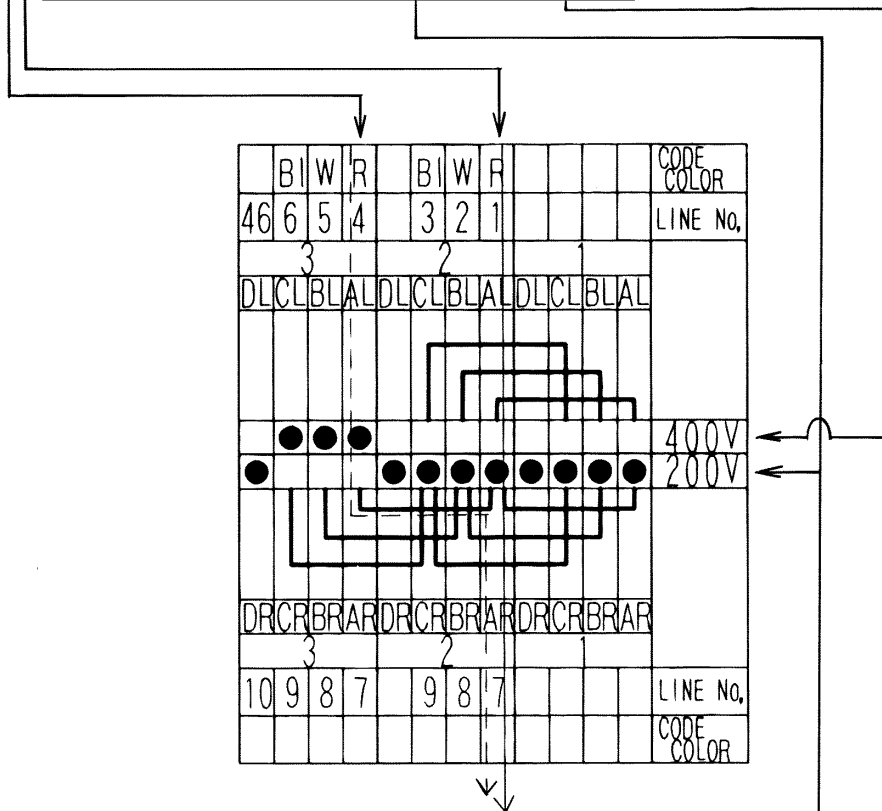 Bl W R Bl W R CODE COLOR
46 6 5 4 3 2 1 LINE No.
3 2 1
DL CL BL AL DL CL BL AL DL CL BL AL
400V
200V
DR CR BR AR DR CR BR AR DR CR BR AR
3 2 1
10 9 8 7 9 8 7 LINE No.
CODE COLOR